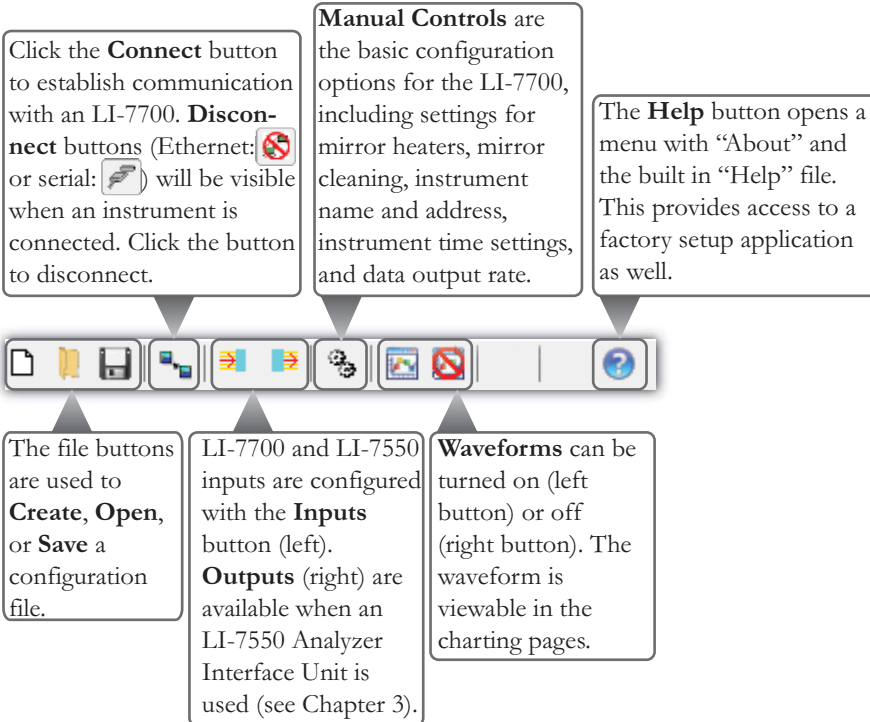 Click the Connect button
to establish communication
with an LI-7700. Discon-
nect buttons (Ethernet:
or serial: ) will be visible
when an instrument is
connected. Click the button
to disconnect.
Manual Controls are
the basic configuration
options for the LI-7700,
including settings for
mirror heaters, mirror
cleaning, instrument
name and address,
instrument time settings,
and data output rate.
The Help button opens a
menu with “About” and
the built in “Help” file.
This provides access to a
factory setup application
as well.
?
The file buttons
are used to
Create, Open,
or Save a
configuration
file.
LI-7700 and LI-7550
inputs are configured
with the Inputs
button (left).
Outputs (right) are
available when an
LI-7550 Analyzer
Interface Unit is
used (see Chapter 3).
Waveforms can be
turned on (left
button) or off
(right button). The
waveform is
viewable in the
charting pages.